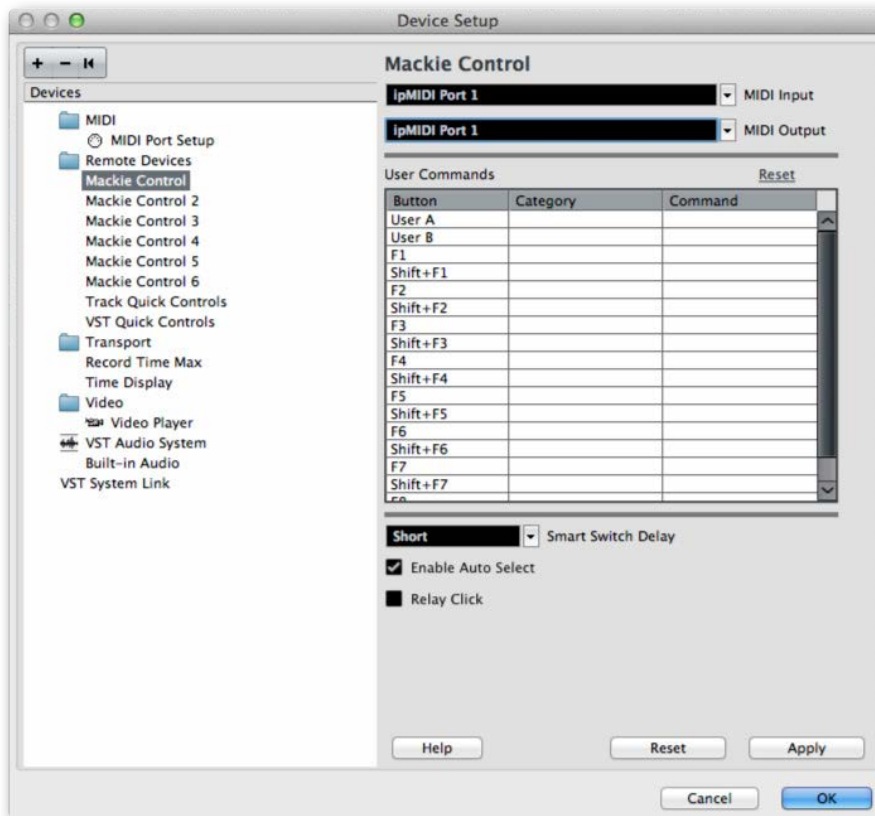 Device Setup
+ −
Devices
MIDI
MIDI Port Setup
Remote Devices
Mackie Control
Mackie Control 2
Mackie Control 3
Mackie Control 4
Mackie Control 5
Mackie Control 6
Track Quick Controls
VST Quick Controls
Transport
Record Time Max
Time Display
Video
Video Player
VST Audio System
Built-in Audio
VST System Link
Mackie Control
ipMIDI Port 1 MIDI Input
ipMIDI Port 1 MIDI Output
User Commands Reset
Button Category Command
User A
User B
F1
Shift+F1
F2
Shift+F2
F3
Shift+F3
F4
Shift+F4
F5
Shift+F5
F6
Shift+F6
F7
Shift+F7
Short Smart Switch Delay
Enable Auto Select
Relay Click
Help Reset Apply
Cancel OK